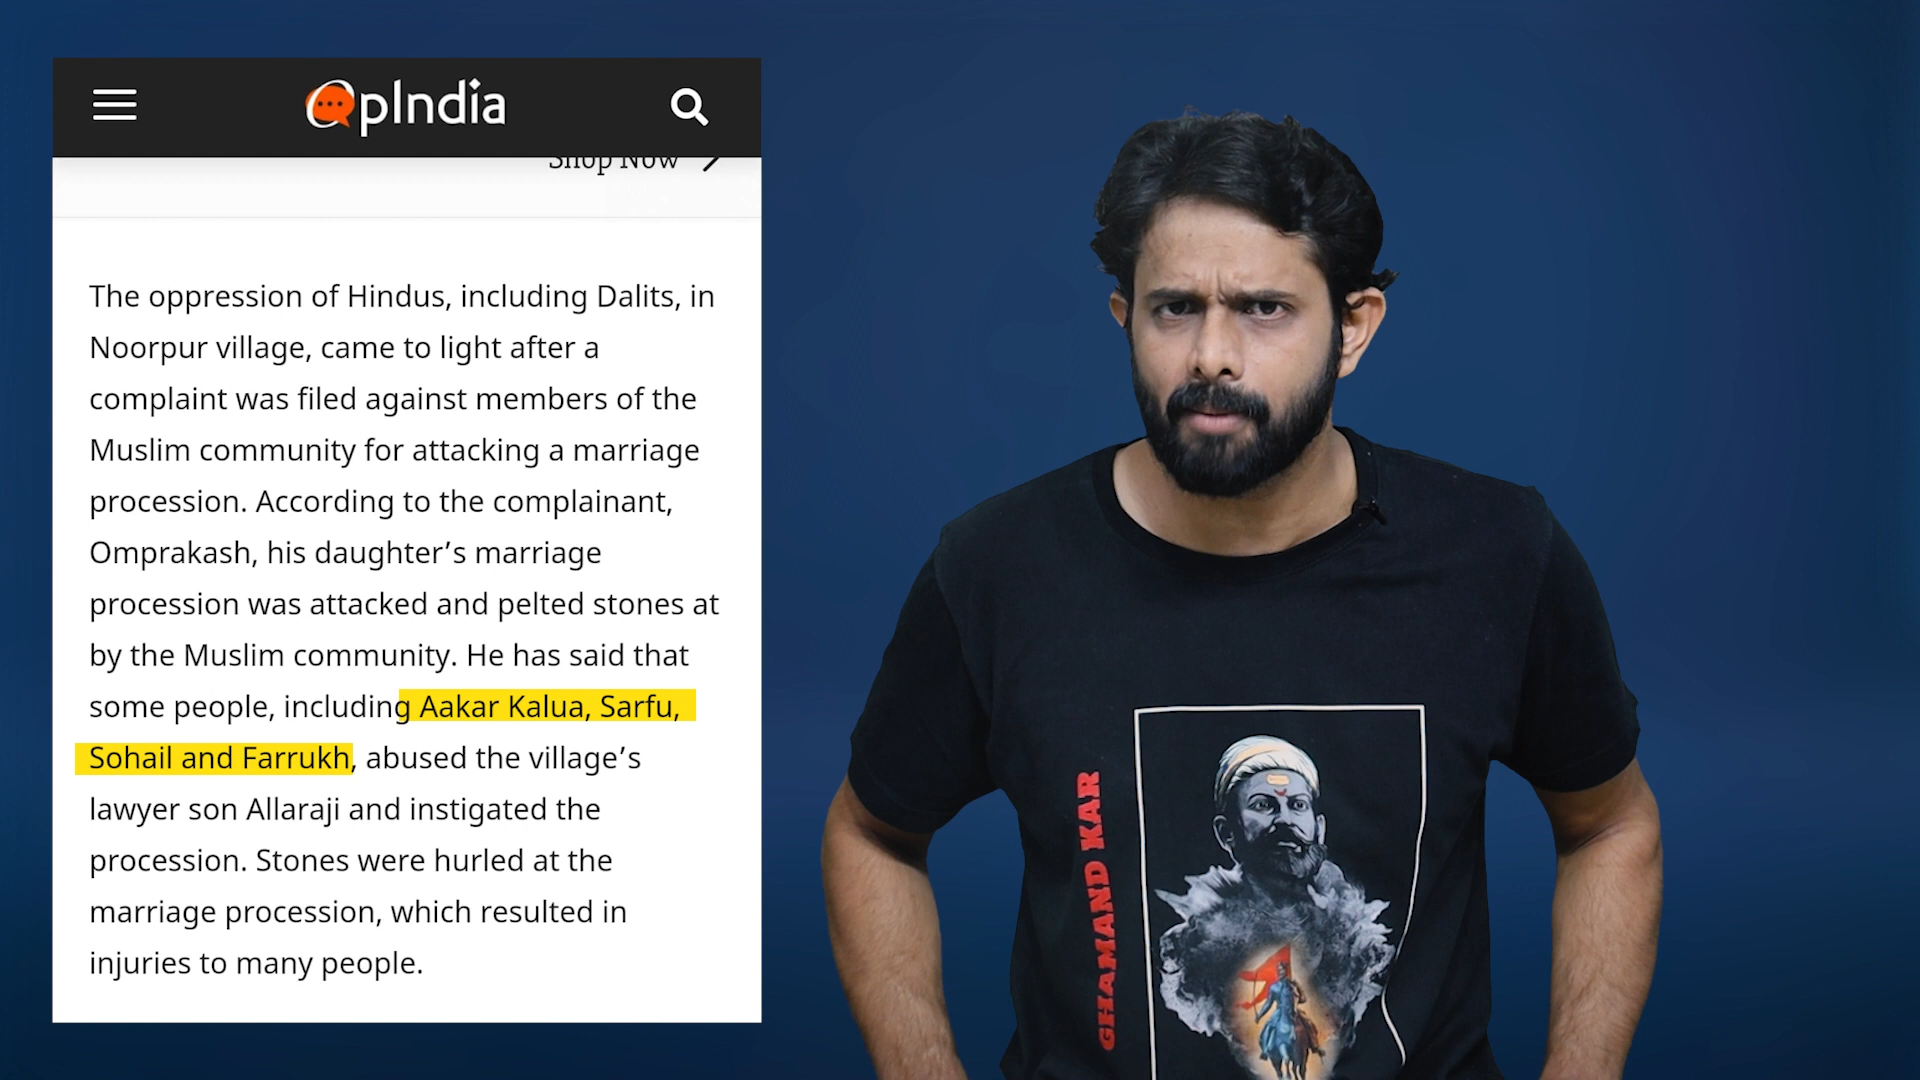 OpIndia
Shop Now
The oppression of Hindus, including Dalits, in
Noorpur village, came to light after a
complaint was filed against members of the
Muslim community for attacking a marriage
procession. According to the complainant,
Omprakash, his daughter’s marriage
procession was attacked and pelted stones at
by the Muslim community. He has said that
some people, including Aakar Kalua, Sarfu,
Sohail and Farrukh, abused the village’s
lawyer son Allaraji and instigated the
procession. Stones were hurled at the
marriage procession, which resulted in
injuries to many people.
GHAMAND KAR